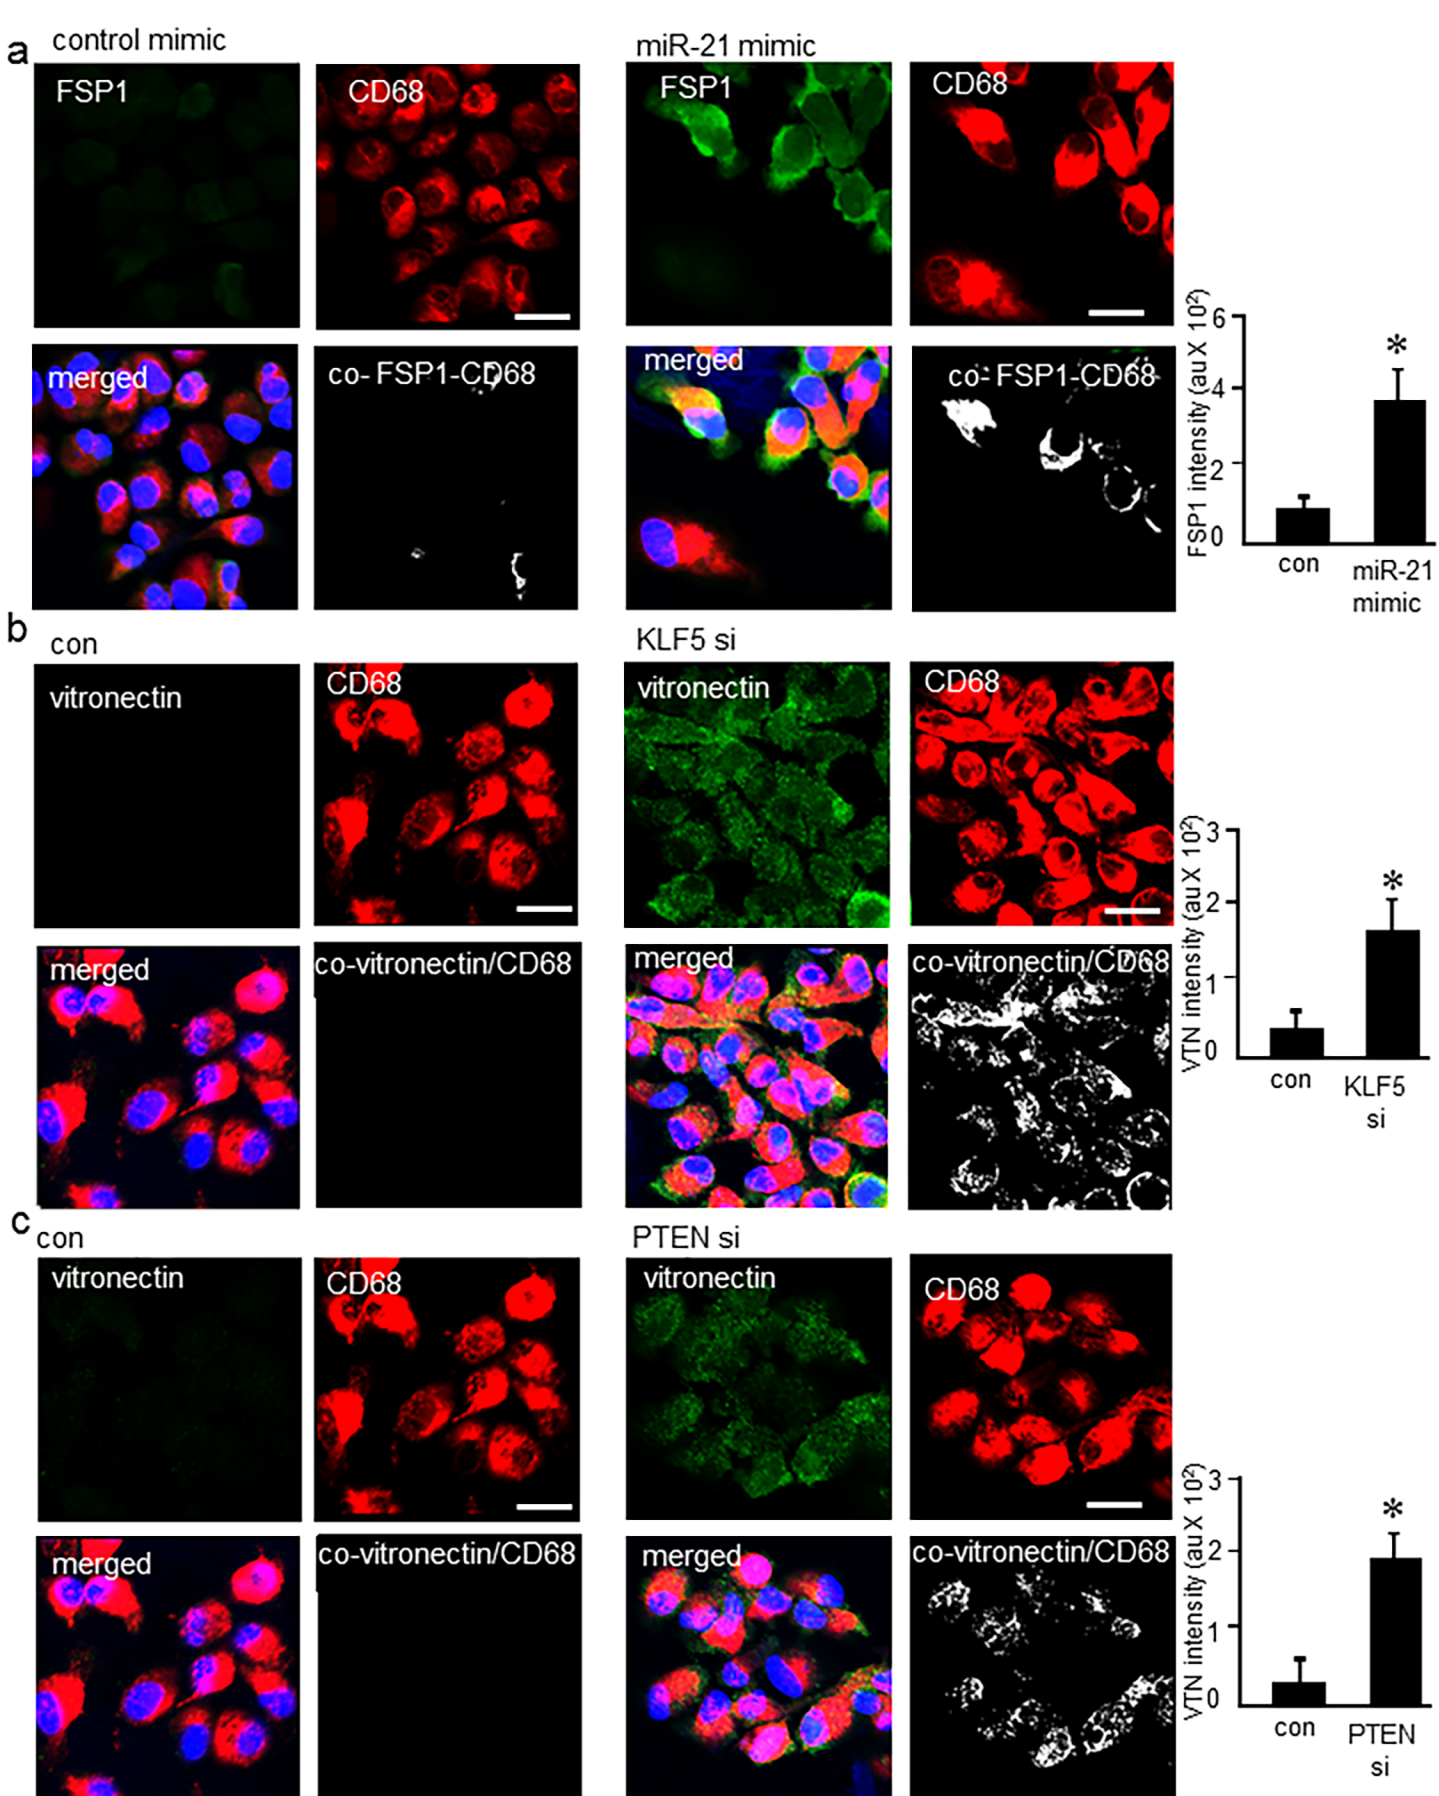 a
control mimic
miR-21 mimic
FSP1
CD68
FSP1
CD68
merged
co- FSP1-CD68
merged
co- FSP1-CD68
FSP1 intensity (au X 10²)
6
4
2
0
*
con
miR-21
mimic
b
con
KLF5 si
vitronectin
CD68
vitronectin
CD68
merged
co-vitronectin/CD68
merged
co-vitronectin/CD68
VTN intensity (au X 10²)
3
2
1
0
*
con
KLF5
si
c
con
PTEN si
vitronectin
CD68
vitronectin
CD68
merged
co-vitronectin/CD68
merged
co-vitronectin/CD68
VTN intensity (au X 10²)
3
2
1
0
*
con
PTEN
si